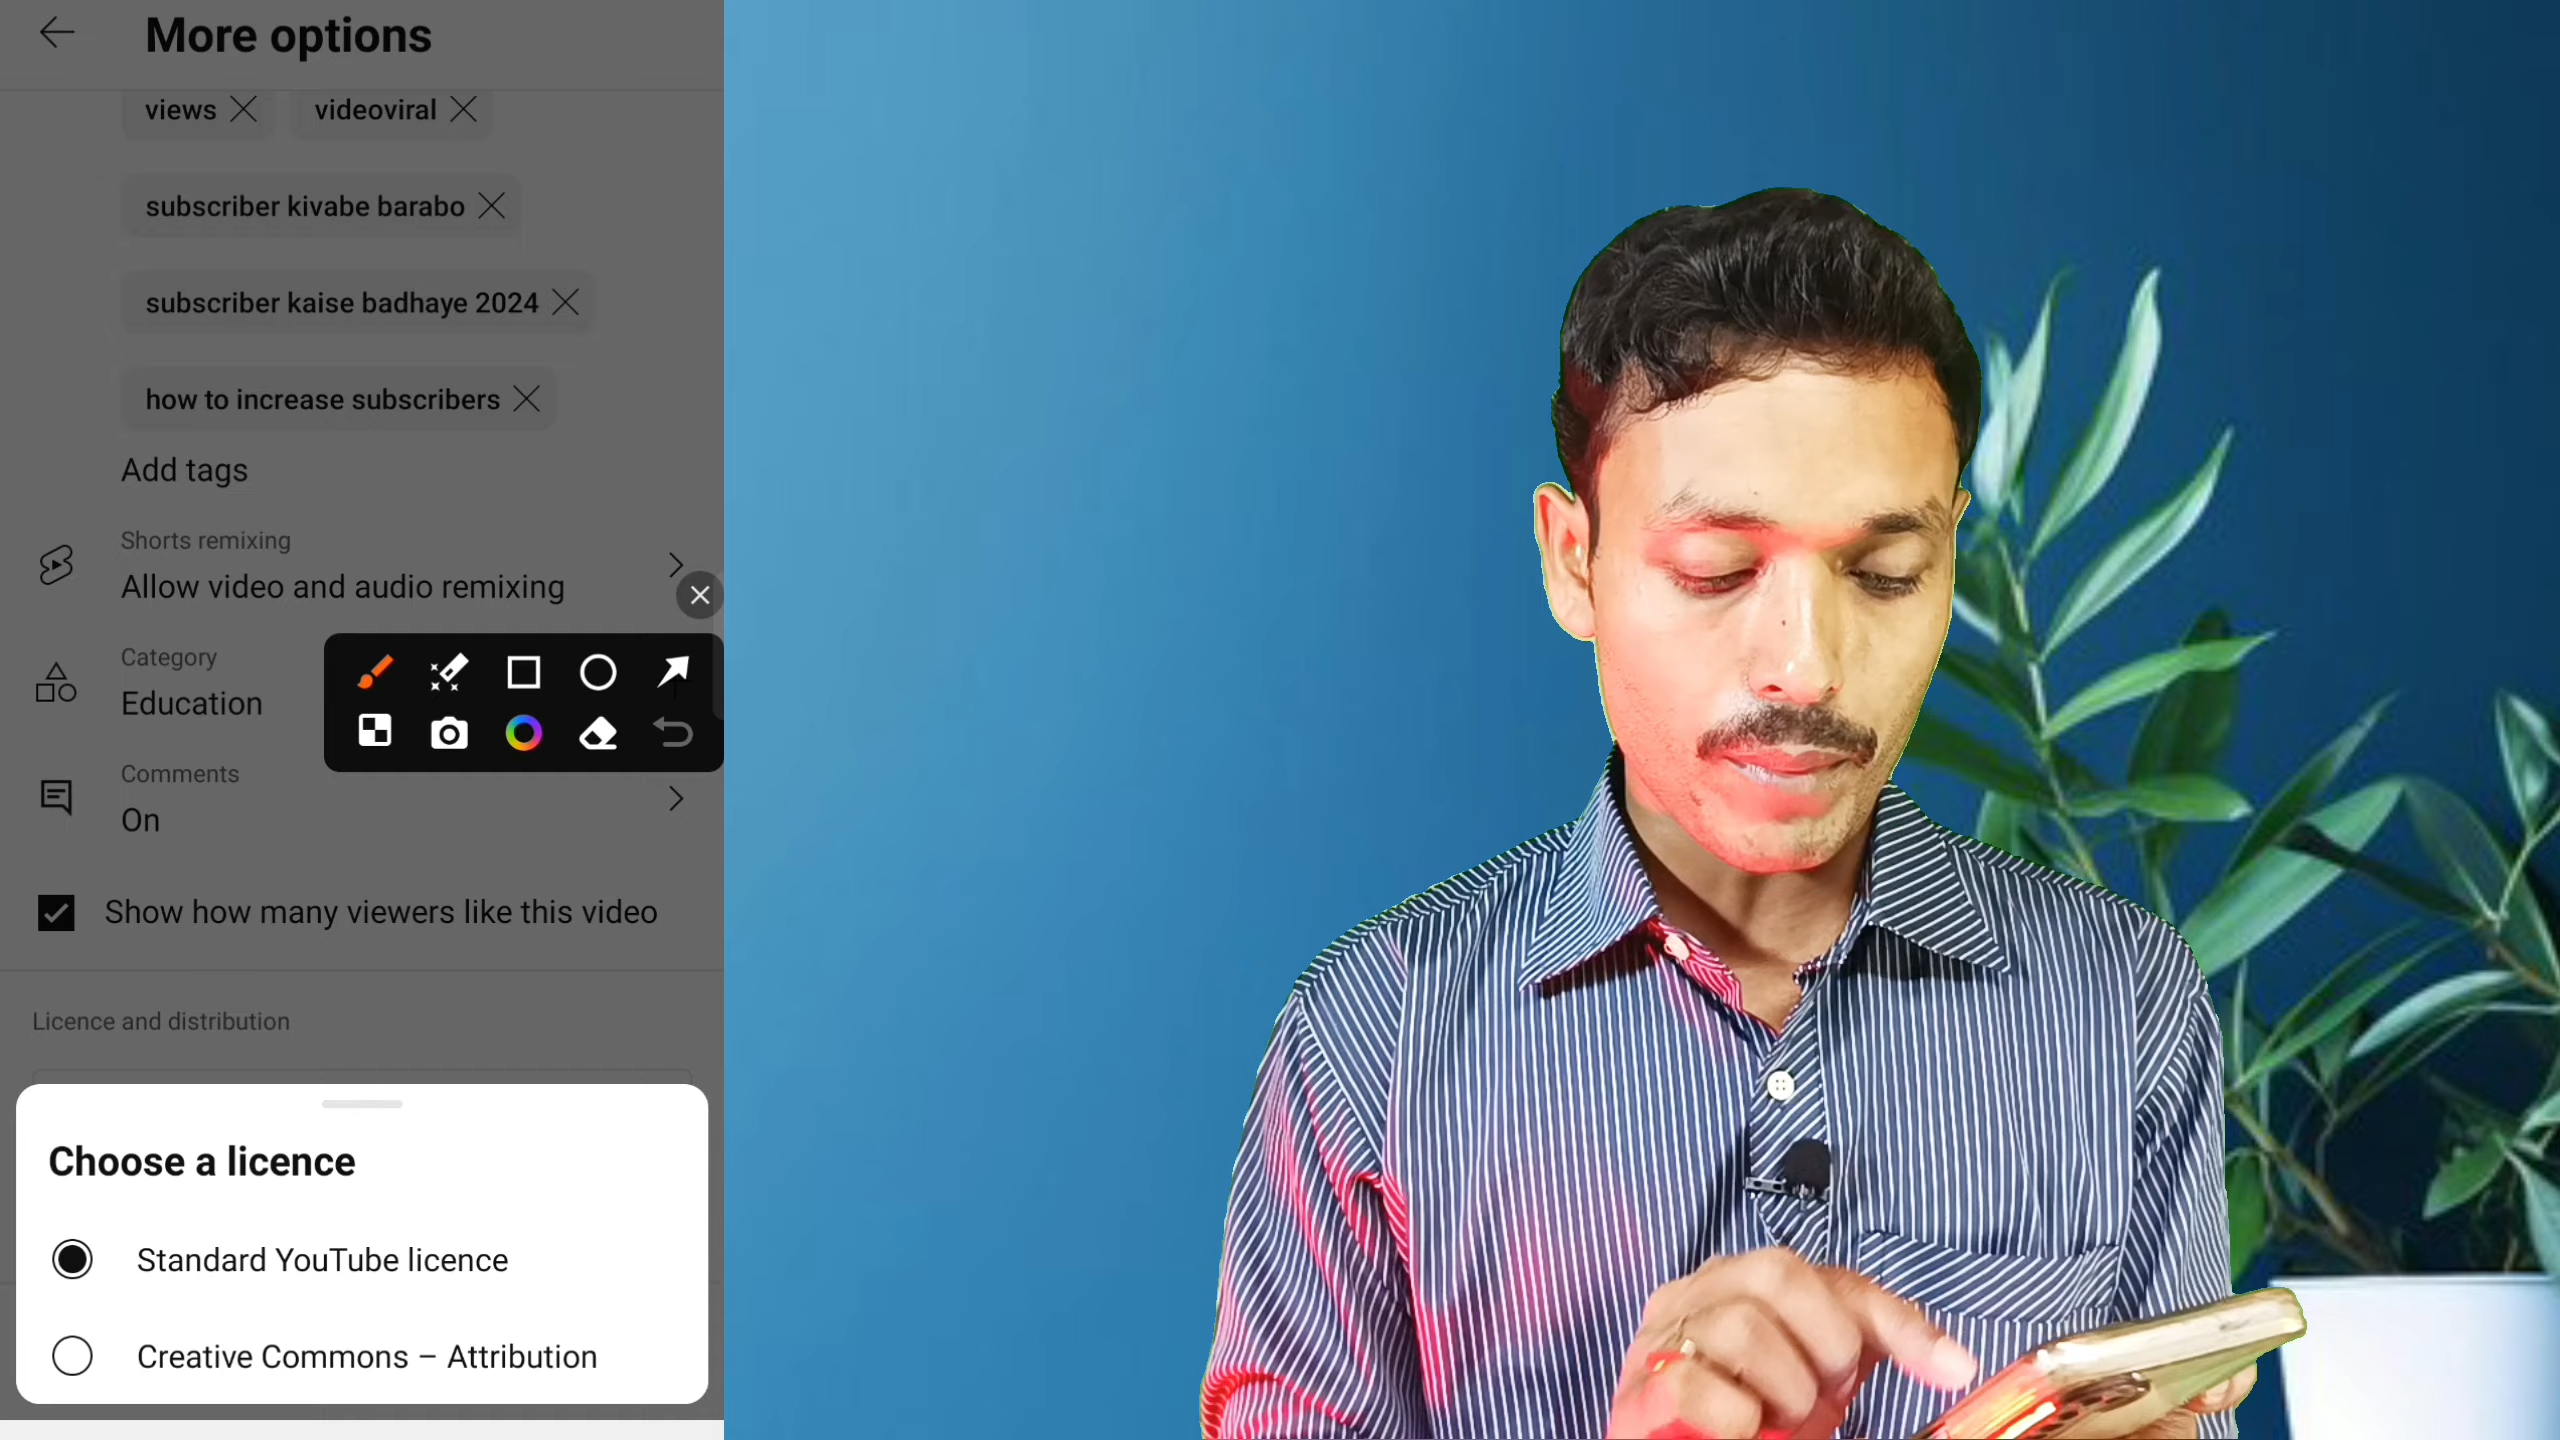 More options
views
videoviral
subscriber kivabe barabo
subscriber kaise badhaye 2024
how to increase subscribers
Add tags
Shorts remixing
Allow video and audio remixing
Category
Education
Comments
On
Show how many viewers like this video
Licence and distribution
Choose a licence
Standard YouTube licence
Creative Commons – Attribution